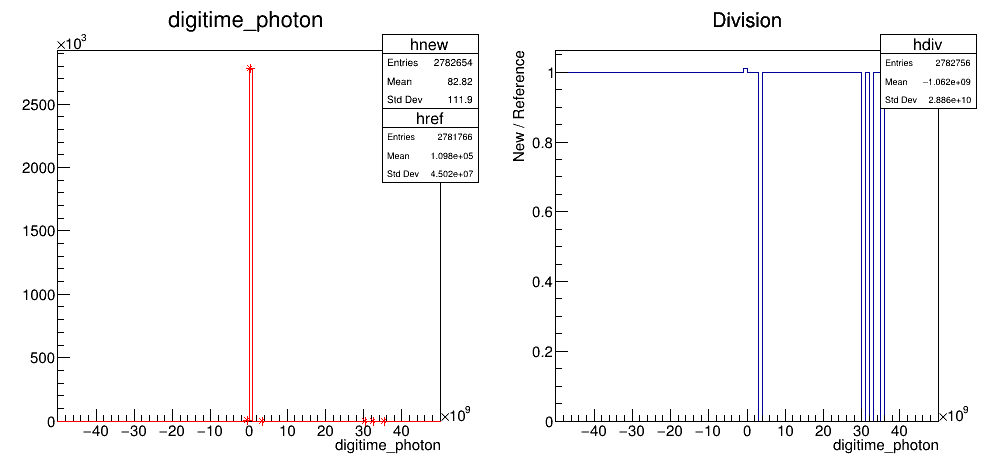 digitime_photon
×10³
hnew
Entries 2782654
Mean 82.82
Std Dev 111.9
href
Entries 2781766
Mean 1.098e+05
Std Dev 4.502e+07
2500
2000
1500
1000
500
0
−40 −30 −20 −10 0 10 20 30 40
×10⁹
digitime_photon
Division
hdiv
Entries 2782756
Mean −1.062e+09
Std Dev 2.886e+10
New / Reference
1
0.8
0.6
0.4
0.2
0
−40 −30 −20 −10 0 10 20 30 40
×10⁹
digitime_photon